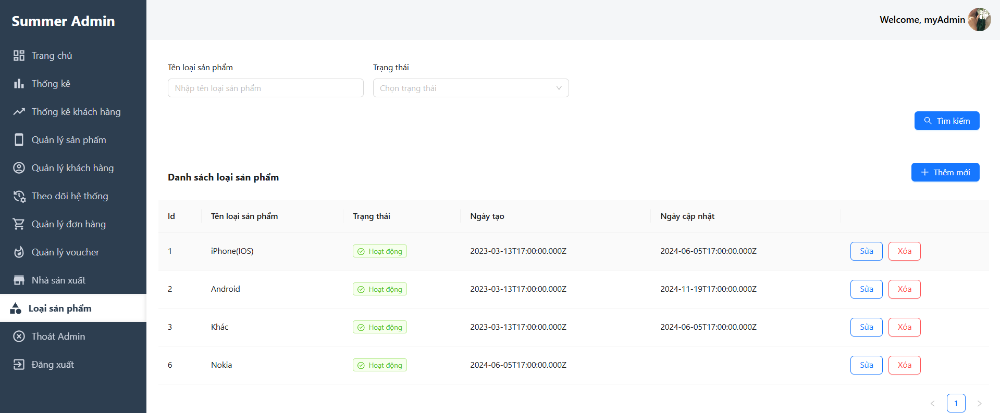 Summer Admin
Welcome, myAdmin
Trang chủ
Thống kê
Thống kê khách hàng
Quản lý sản phẩm
Quản lý khách hàng
Theo dõi hệ thống
Quản lý đơn hàng
Quản lý voucher
Nhà sản xuất
Loại sản phẩm
Thoát Admin
Đăng xuất
Tên loại sản phẩm Trạng thái
Nhập tên loại sản phẩm Chọn trạng thái
Tìm kiếm
Danh sách loại sản phẩm
Thêm mới
Id Tên loại sản phẩm Trạng thái Ngày tạo Ngày cập nhật
1 iPhone(IOS) Hoạt động 2023-03-13T17:00:00.000Z 2024-06-05T17:00:00.000Z Sửa Xóa
2 Android Hoạt động 2023-03-13T17:00:00.000Z 2024-11-19T17:00:00.000Z Sửa Xóa
3 Khác Hoạt động 2023-03-13T17:00:00.000Z 2024-06-05T17:00:00.000Z Sửa Xóa
6 Nokia Hoạt động 2024-06-05T17:00:00.000Z Sửa Xóa
1